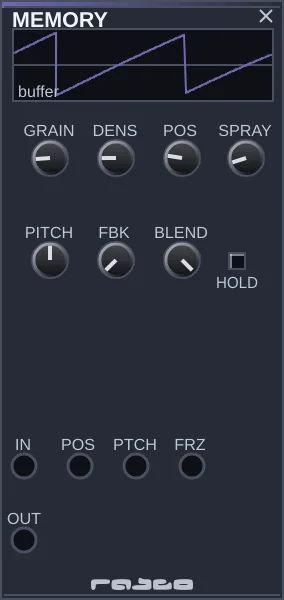 MEMORY
buffer
GRAIN DENS POS SPRAY
PITCH FBK BLEND
HOLD
IN POS PTCH FRZ
OUT